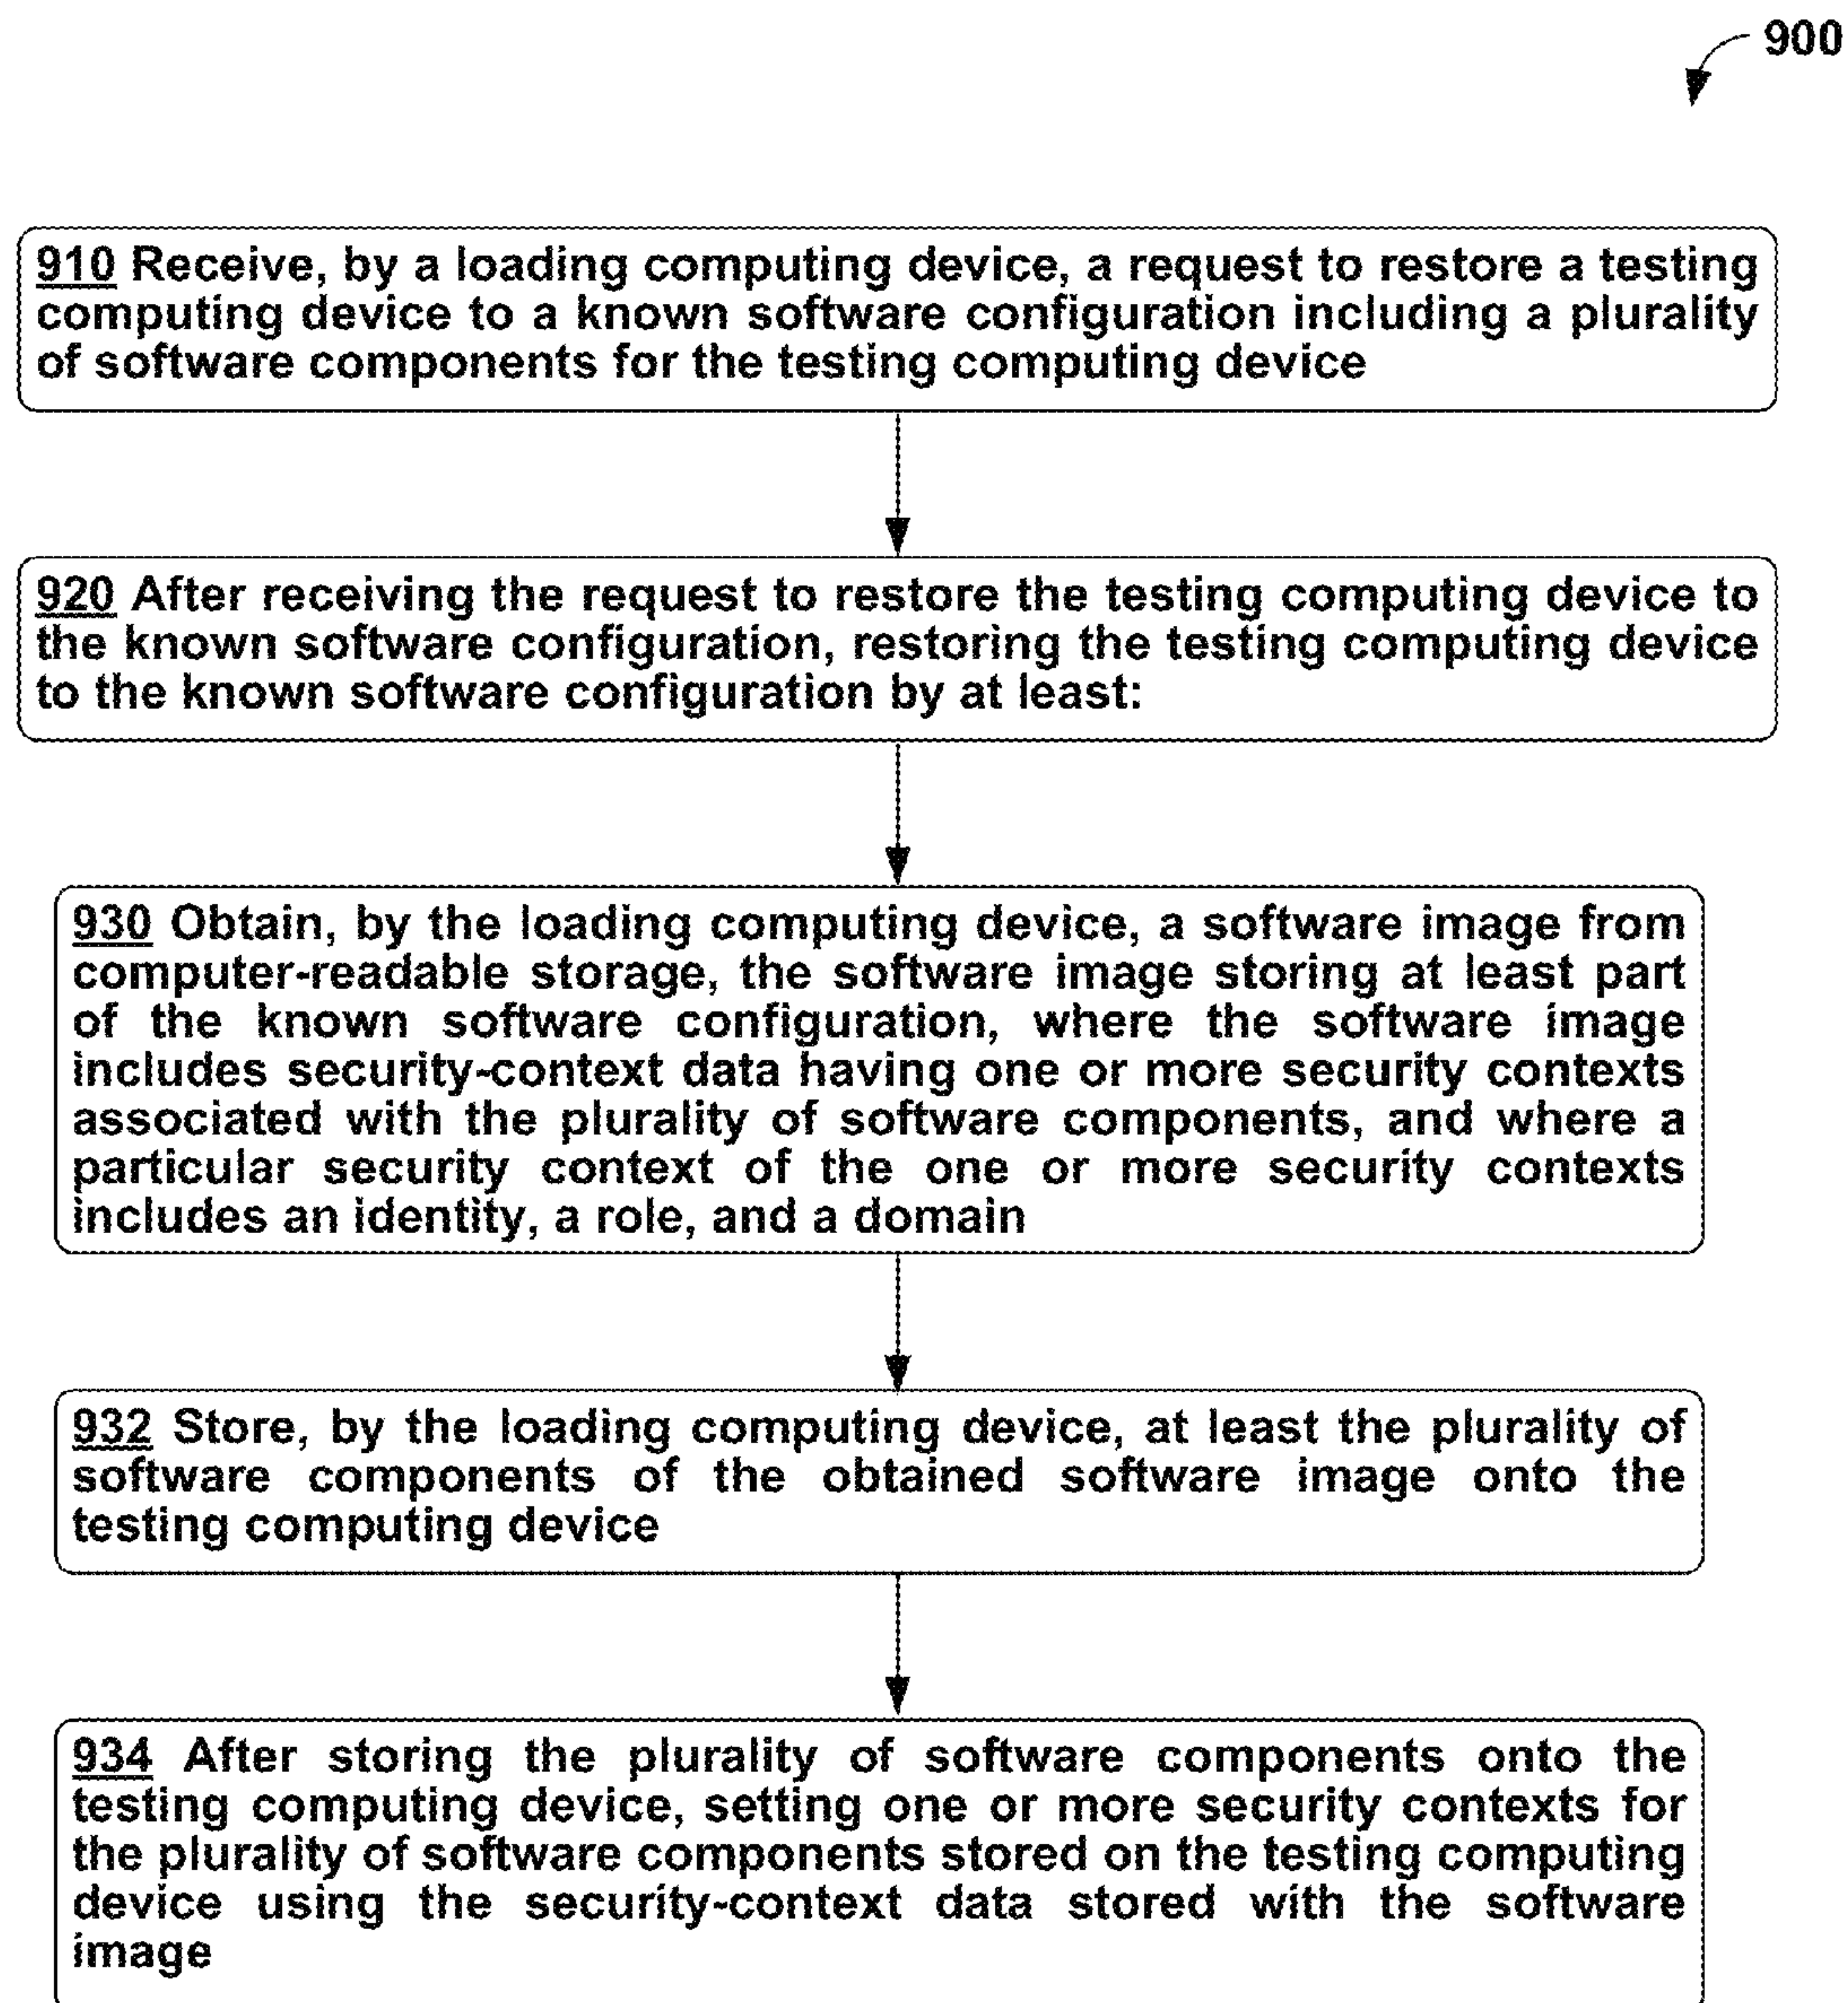 900
910 Receive, by a loading computing device, a request to restore a testing
computing device to a known software configuration including a plurality
of software components for the testing computing device
920 After receiving the request to restore the testing computing device to
the known software configuration, restoring the testing computing device
to the known software configuration by at least:
930 Obtain, by the loading computing device, a software image from
computer-readable storage, the software image storing at least part
of the known software configuration, where the software image
includes security-context data having one or more security contexts
associated with the plurality of software components, and where a
particular security context of the one or more security contexts
includes an identity, a role, and a domain
932 Store, by the loading computing device, at least the plurality of
software components of the obtained software image onto the
testing computing device
934 After storing the plurality of software components onto the
testing computing device, setting one or more security contexts for
the plurality of software components stored on the testing computing
device using the security-context data stored with the software
image